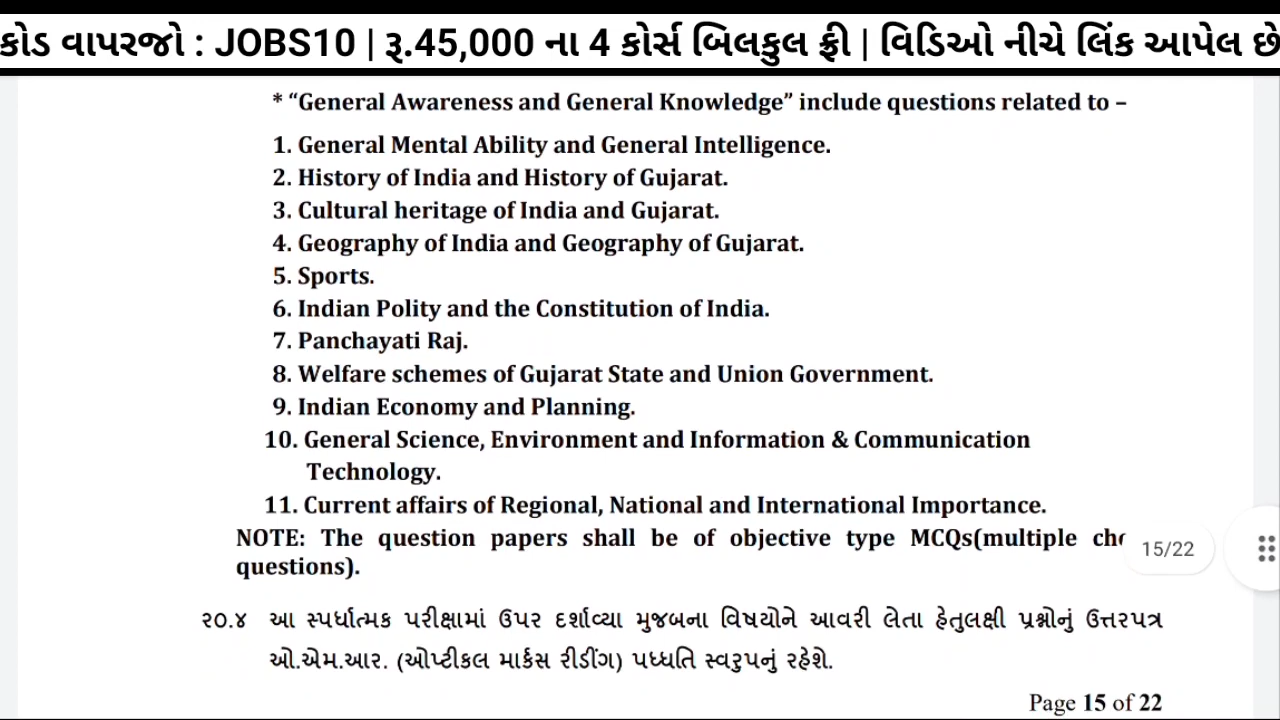 કોડ વાપરજો : JOBS10 | રૂ.45,000 ના 4 કોર્સ બિલકુલ ફ્રી | વિડિઓ નીચે લિંક આપેલ છે
* “General Awareness and General Knowledge” include questions related to –
1. General Mental Ability and General Intelligence.
2. History of India and History of Gujarat.
3. Cultural heritage of India and Gujarat.
4. Geography of India and Geography of Gujarat.
5. Sports.
6. Indian Polity and the Constitution of India.
7. Panchayati Raj.
8. Welfare schemes of Gujarat State and Union Government.
9. Indian Economy and Planning.
10. General Science, Environment and Information & Communication
Technology.
11. Current affairs of Regional, National and International Importance.
NOTE: The question papers shall be of objective type MCQs(multiple
questions).
15/22
૨૦.૪ આ સ્પર્ધાત્મક પરીક્ષામાં ઉપર દર્શાવ્યા મુજબના વિષયોને આવરી લેતા હેતુલક્ષી પ્રશ્નોનું ઉત્તરપત્ર
ઓ.એમ.આર. (ઓપ્ટીકલ માર્કસ રીડીંગ) પધ્ધતિ સ્વરુપનું રહેશે.
Page 15 of 22